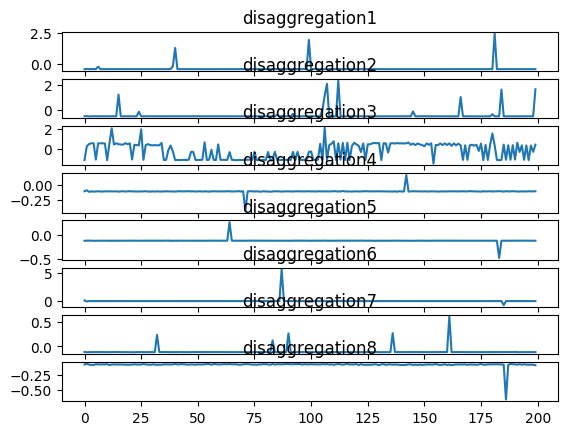 disaggregation1
2.5
0.0
disaggregation2
2
0
disaggregation3
2
0
disaggregation4
0.00
−0.25
disaggregation5
0.0
−0.5
disaggregation6
5
0
disaggregation7
0.5
0.0
disaggregation8
−0.25
−0.50
0 25 50 75 100 125 150 175 200